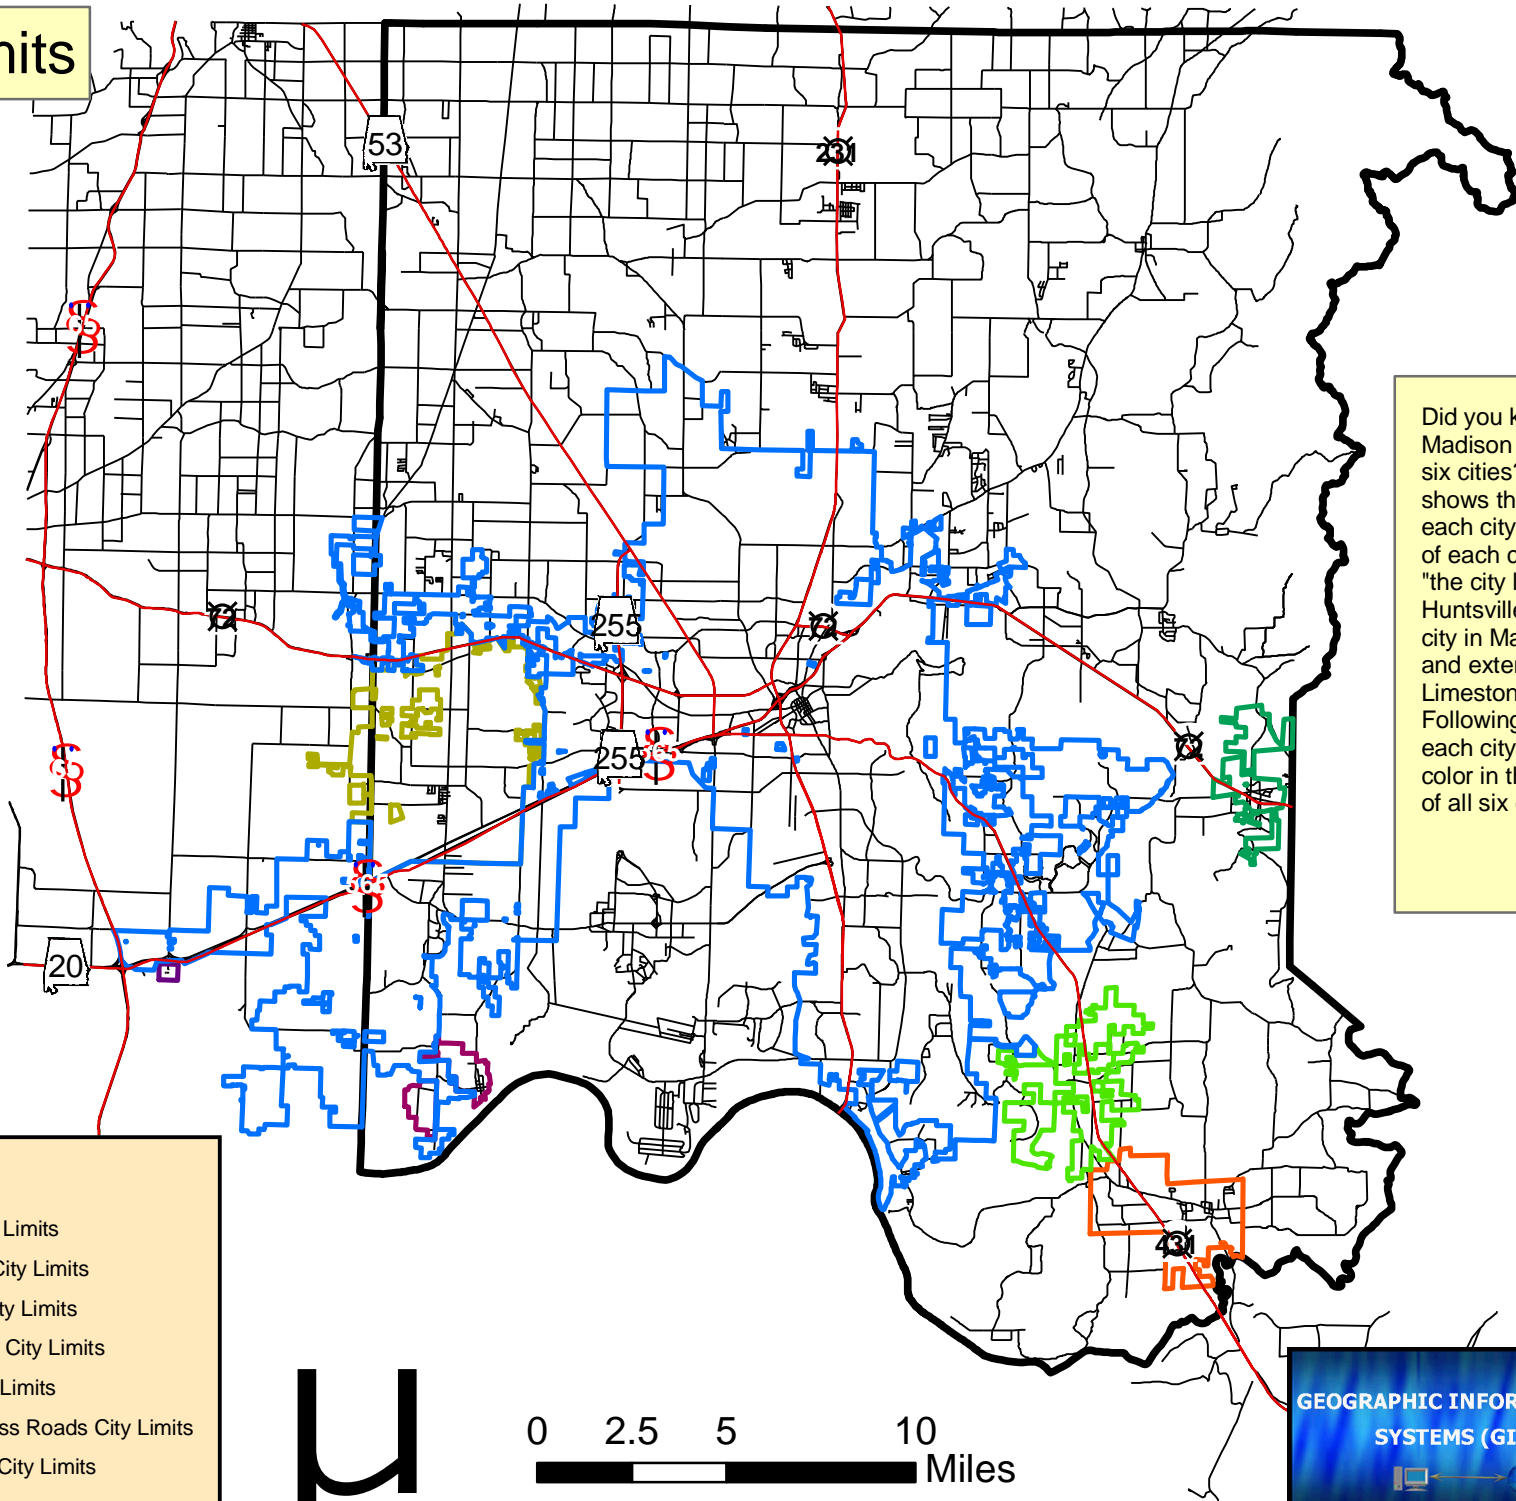 nits
53
231
65
Did you k
Madison
six cities?
shows th
each city
of each c
"the city l
Huntsville
city in Ma
and exter
Limeston
Following
each city
color in th
of all six
72
255
72
72
255
565
65
565
20
431
Limits
City Limits
ty Limits
City Limits
Limits
ss Roads City Limits
City Limits
0 2.5 5 10
Miles
GEOGRAPHIC INFOR
SYSTEMS (GI